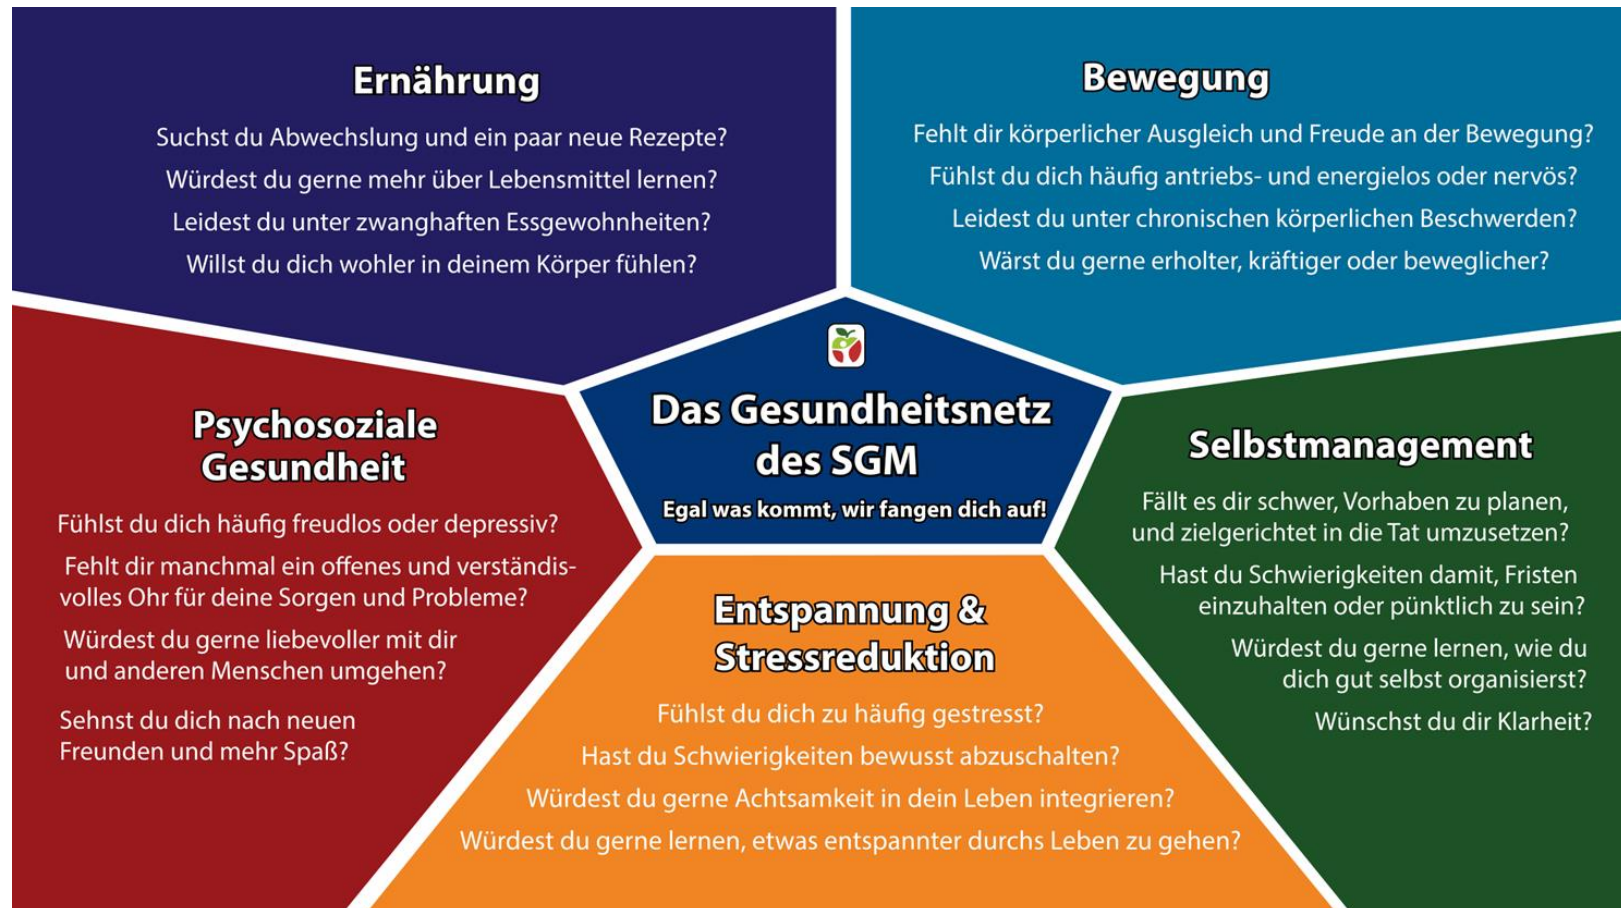 Ernährung
Suchst du Abwechslung und ein paar neue Rezepte?
Würdest du gerne mehr über Lebensmittel lernen?
Leidest du unter zwanghaften Essgewohnheiten?
Willst du dich wohler in deinem Körper fühlen?
Bewegung
Fehlt dir körperlicher Ausgleich und Freude an der Bewegung?
Fühlst du dich häufig antriebs- und energielos oder nervös?
Leidest du unter chronischen körperlichen Beschwerden?
Wärst du gerne erholter, kräftiger oder beweglicher?
Das Gesundheitsnetz
des SGM
Egal was kommt, wir fangen dich auf!
Psychosoziale
Gesundheit
Fühlst du dich häufig freudlos oder depressiv?
Fehlt dir manchmal ein offenes und verständis-
volles Ohr für deine Sorgen und Probleme?
Würdest du gerne liebevoller mit dir
und anderen Menschen umgehen?
Sehnst du dich nach neuen
Freunden und mehr Spaß?
Entspannung &
Stressreduktion
Fühlst du dich zu häufig gestresst?
Hast du Schwierigkeiten bewusst abzuschalten?
Würdest du gerne Achtsamkeit in dein Leben integrieren?
Würdest du gerne lernen, etwas entspannter durchs Leben zu gehen?
Selbstmanagement
Fällt es dir schwer, Vorhaben zu planen,
und zielgerichtet in die Tat umzusetzen?
Hast du Schwierigkeiten damit, Fristen
einzuhalten oder pünktlich zu sein?
Würdest du gerne lernen, wie du
dich gut selbst organisierst?
Wünschst du dir Klarheit?